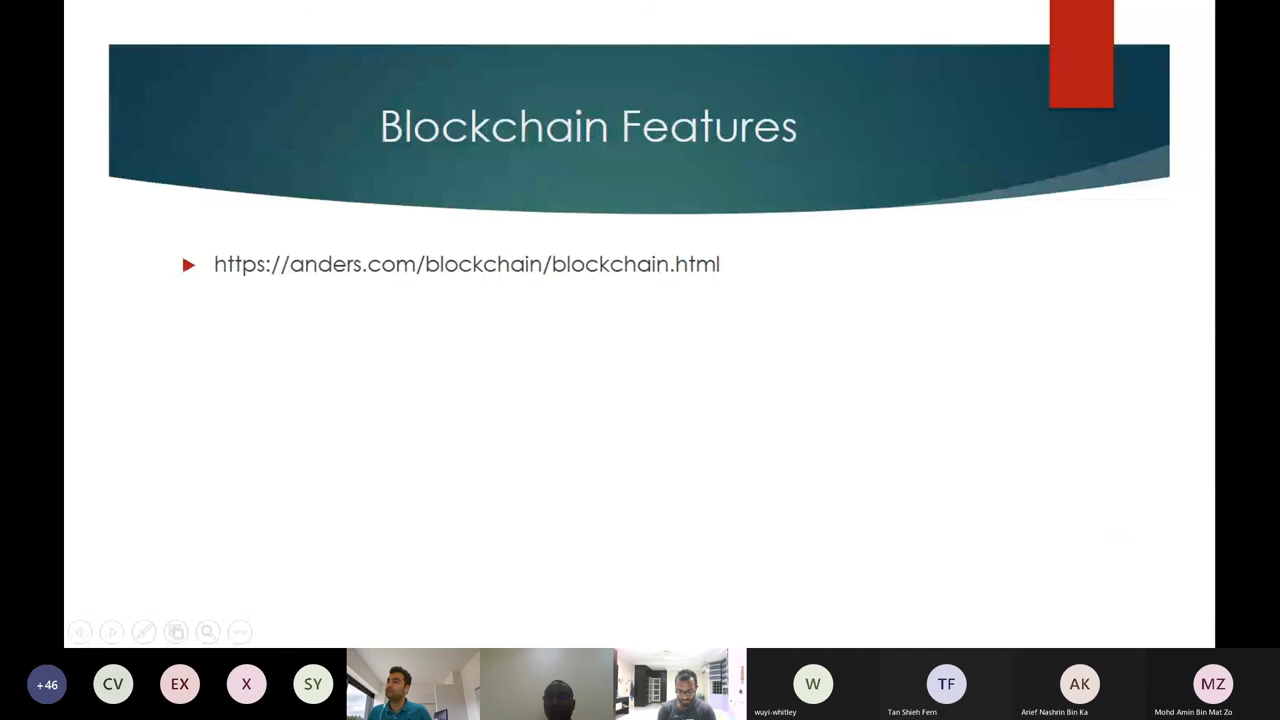 Blockchain Features
https://anders.com/blockchain/blockchain.html
+46
CV
EX
X
SY
W
wuyi-whitley
TF
Tan Shieh Fern
AK
Arief Nashrin Bin Ka
MZ
Mohd Amin Bin Mat Zo